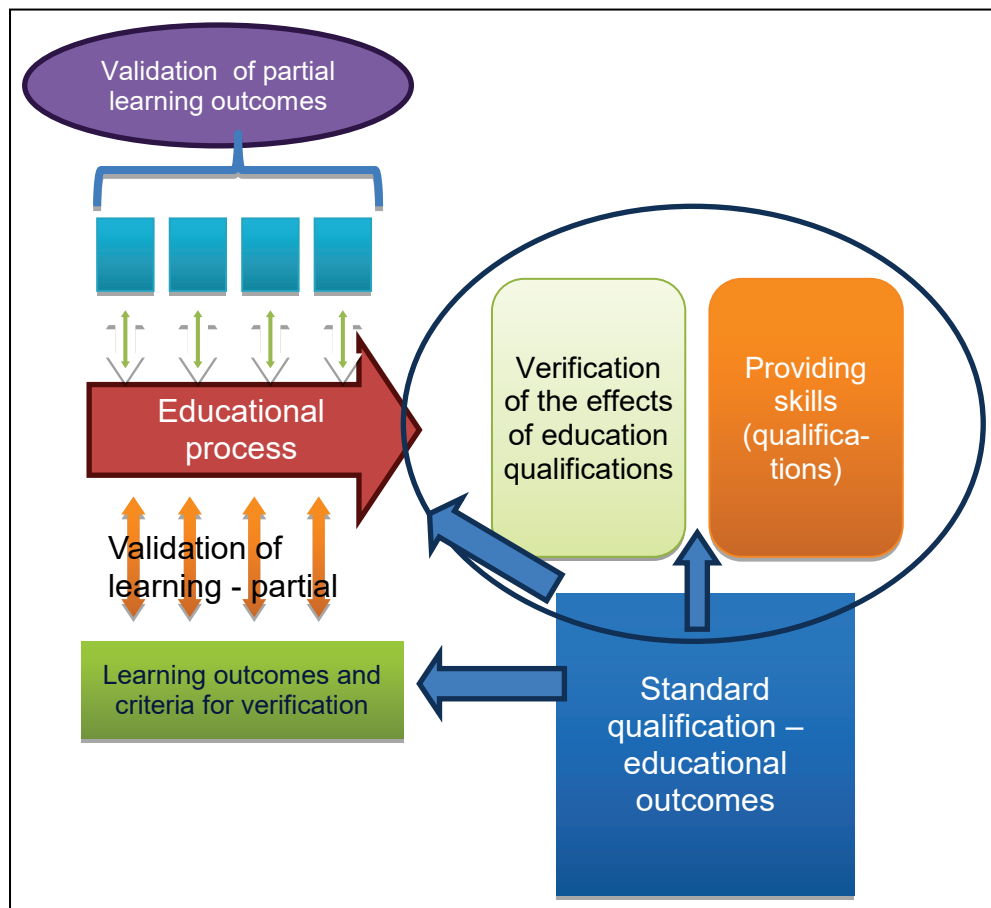 Validation of partial
learning outcomes
Educational
process
Verification
of the effects
of education
qualifications
Providing
skills
(qualifica-
tions)
Validation of
learning - partial
Learning outcomes and
criteria for verification
Standard
qualification –
educational
outcomes